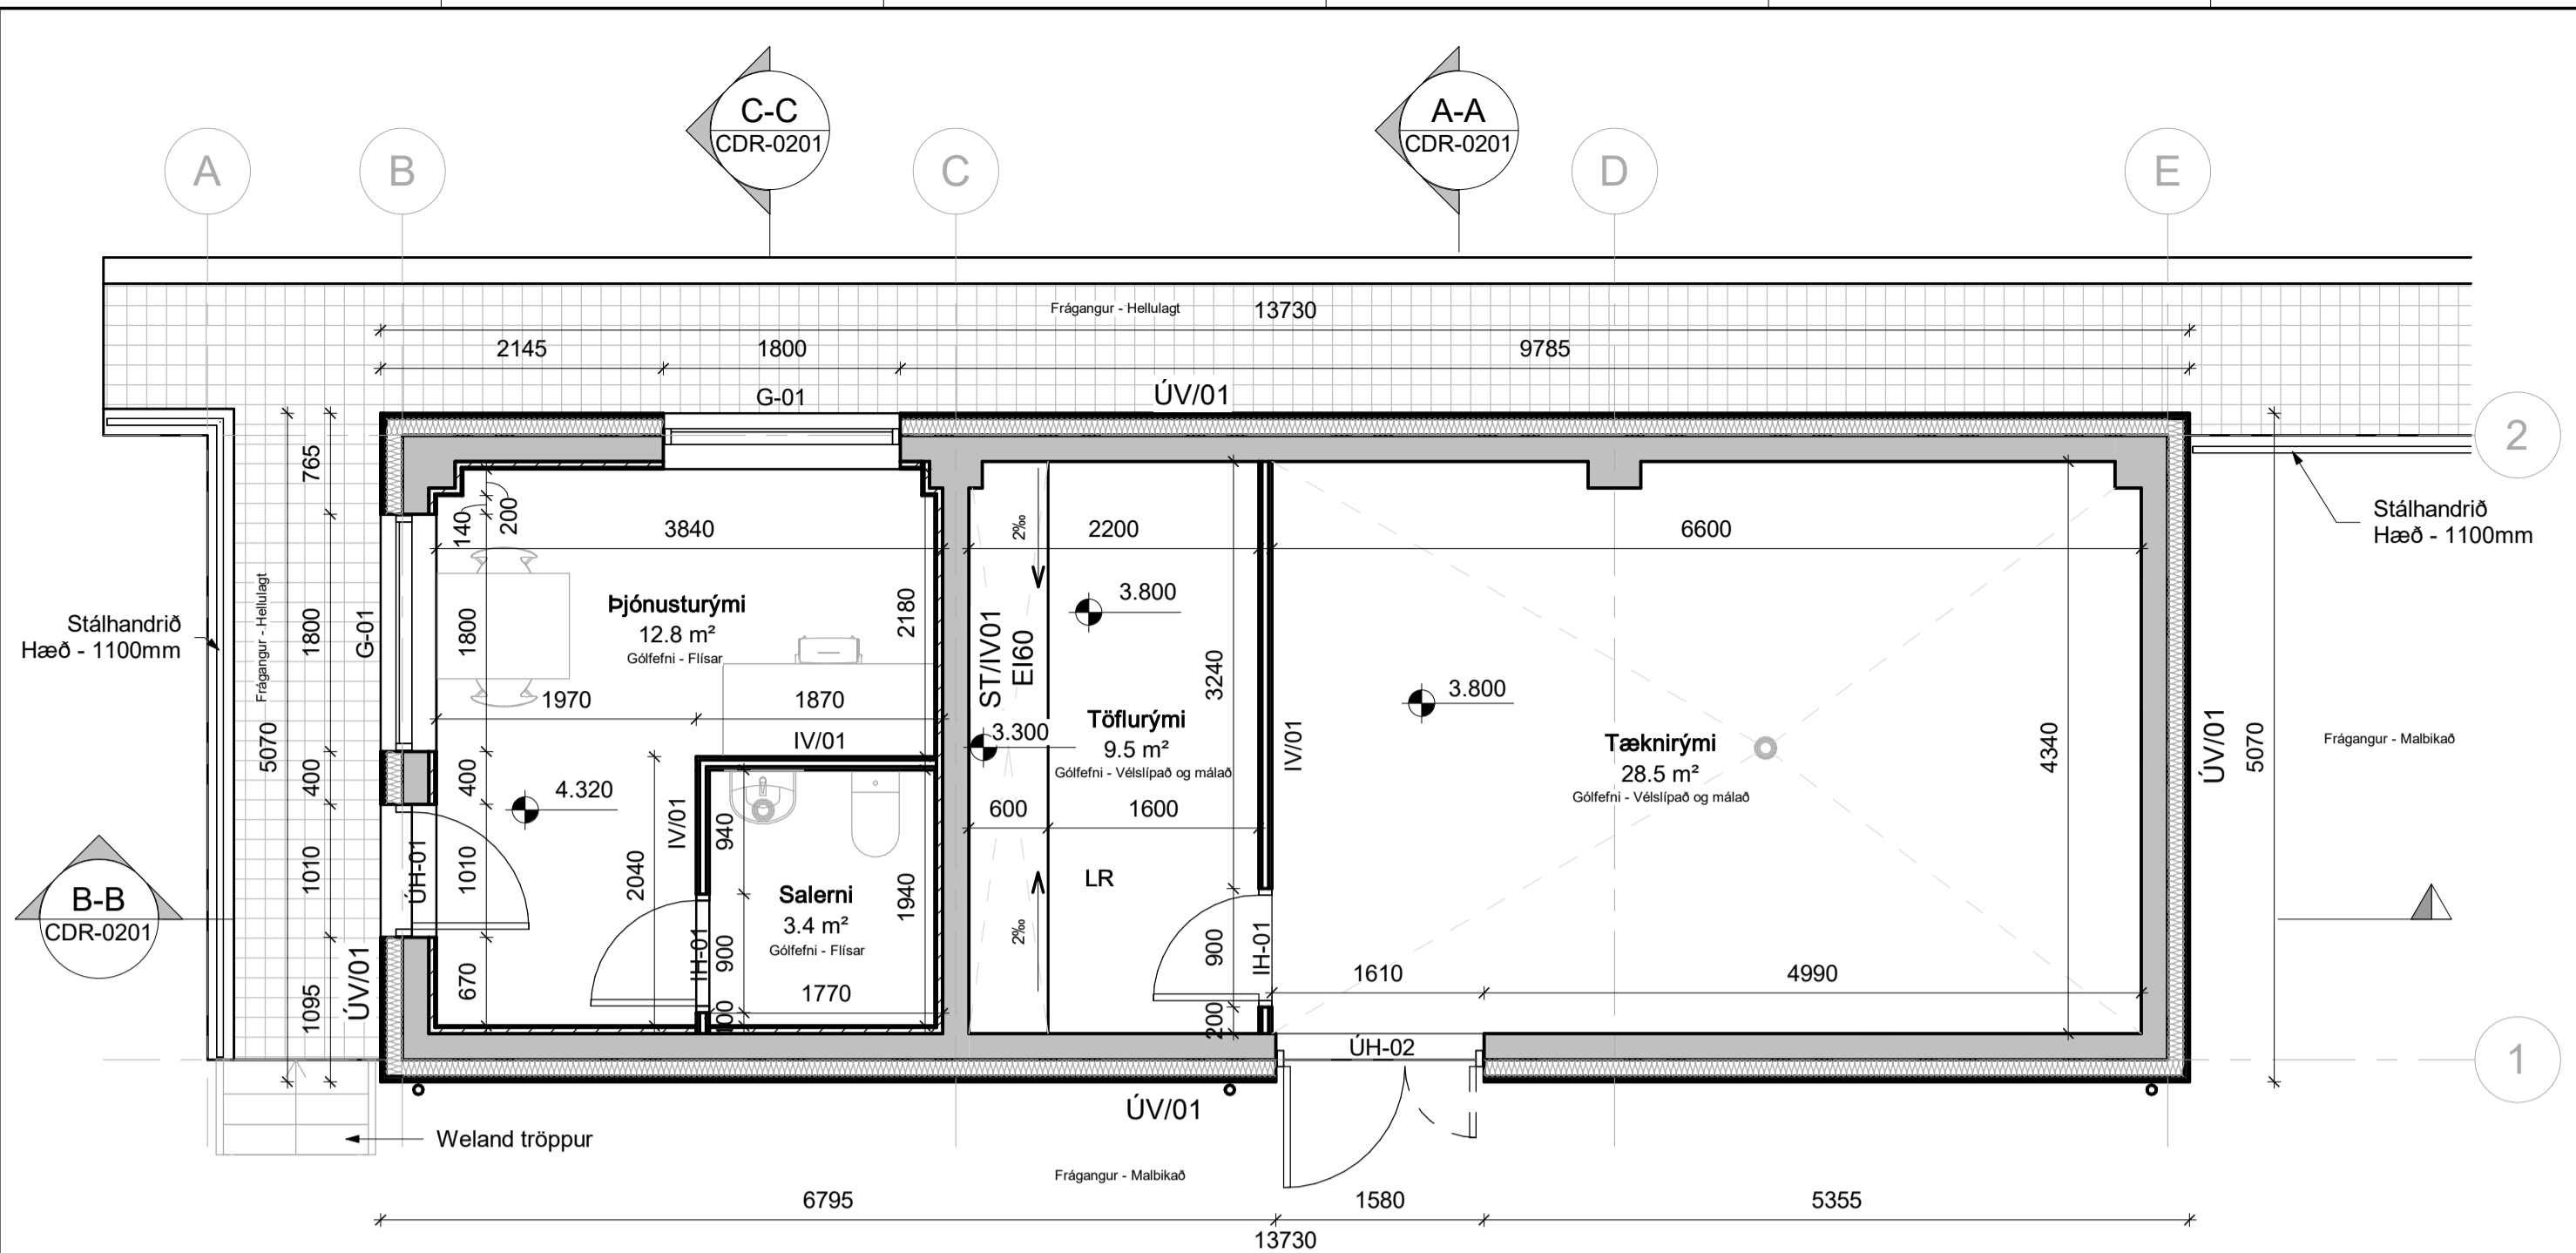 C-C
CDR-0201
A-A
CDR-0201
A
B
C
D
E
Frágangur - Hellulagt
13730
2145
1800
9785
G-01
ÚV/01
2
765
140
200
3840
2200
6600
2‰
Stálhandrið
Hæð - 1100mm
Stálhandrið
Hæð - 1100mm
Frágangur - Hellulagt
5070
1800
G-01
1800
Þjónusturými
12.8 m²
Gólfefni - Flísar
2180
ST/IV01
EI60
3.800
3240
3.800
1970
1870
IV/01
3.300
Töflurými
9.5 m²
Gólfefni - Vélslípað og málað
IV/01
Tæknirými
28.5 m²
Gólfefni - Vélslípað og málað
4340
ÚV/01
5070
Frágangur - Malbikað
400
400
4.320
IV/01
940
600
1600
B-B
CDR-0201
1010
ÚH-01
1010
2040
Salerni
3.4 m²
Gólfefni - Flísar
1940
LR
2‰
900
IH-01
900
IH-01
1095
ÚV/01
670
100
1770
200
1610
4990
ÚH-02
1
ÚV/01
Weland tröppur
Frágangur - Malbikað
6795
1580
5355
13730